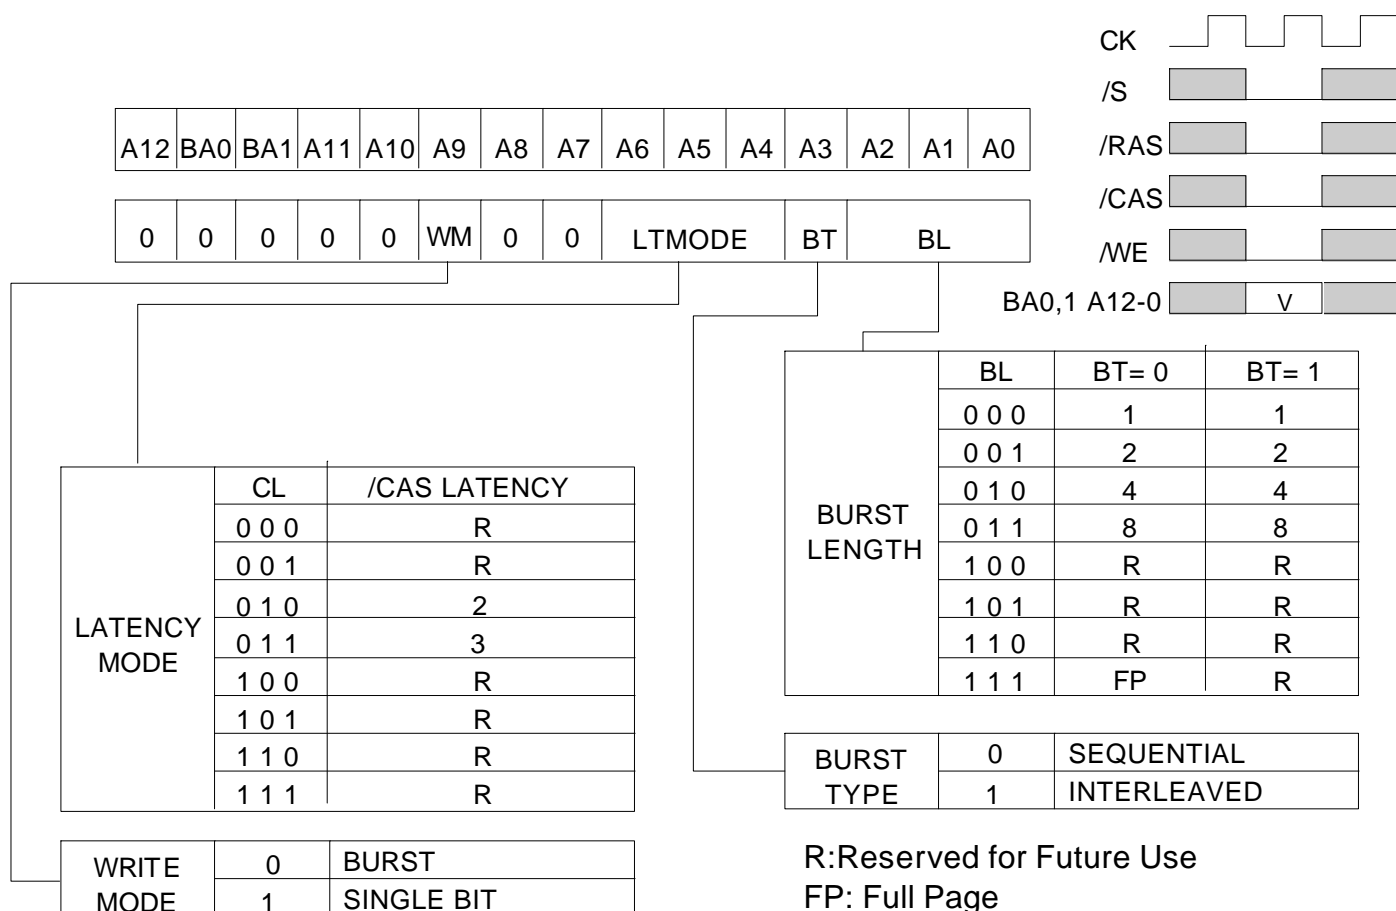 CK
/S
/RAS
/CAS
/WE
BA0,1 A12-0 V
A12 BA0 BA1 A11 A10 A9 A8 A7 A6 A5 A4 A3 A2 A1 A0
0 0 0 0 0 WM 0 0 LTMODE BT BL
BURST
LENGTH
BL BT= 0 BT= 1
0 0 0 1 1
0 0 1 2 2
0 1 0 4 4
0 1 1 8 8
1 0 0 R R
1 0 1 R R
1 1 0 R R
1 1 1 FP R
LATENCY
MODE
CL /CAS LATENCY
0 0 0 R
0 0 1 R
0 1 0 2
0 1 1 3
1 0 0 R
1 0 1 R
1 1 0 R
1 1 1 R
BURST
TYPE
0 SEQUENTIAL
1 INTERLEAVED
WRITE
MODE
0 BURST
1 SINGLE BIT
R:Reserved for Future Use
FP: Full Page